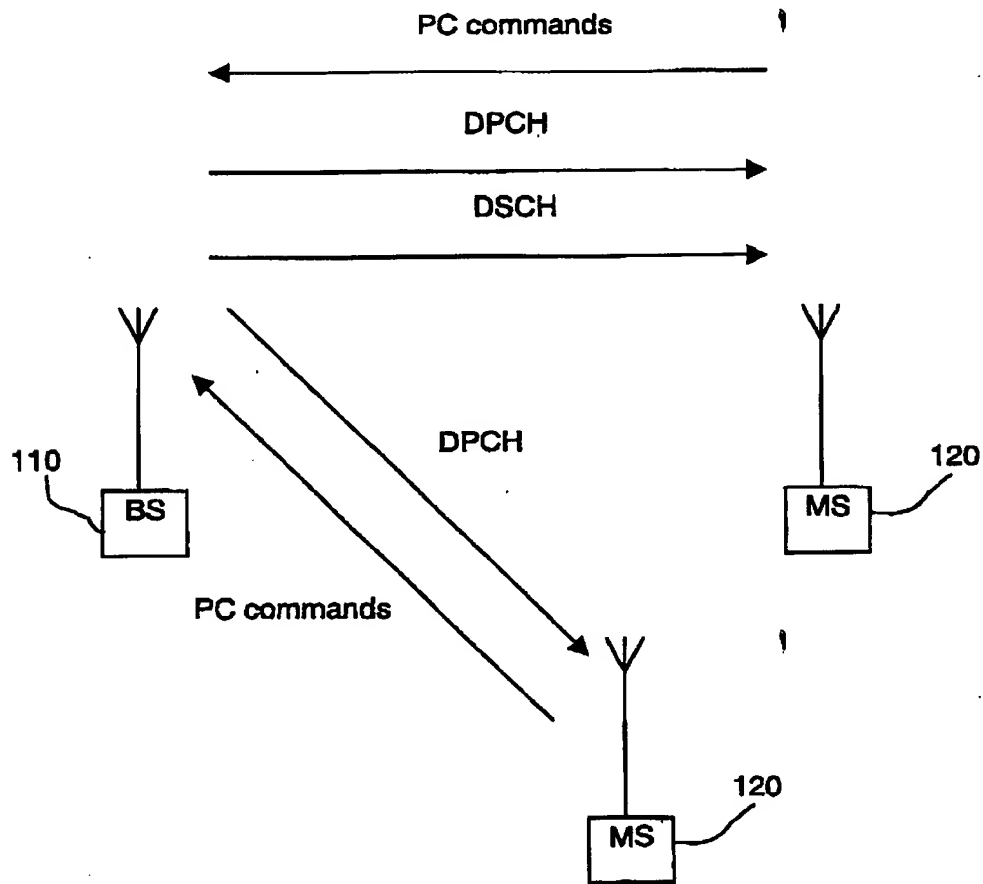 PC commands
DPCH
DSCH
DPCH
110
120
BS
MS
PC commands
120
MS